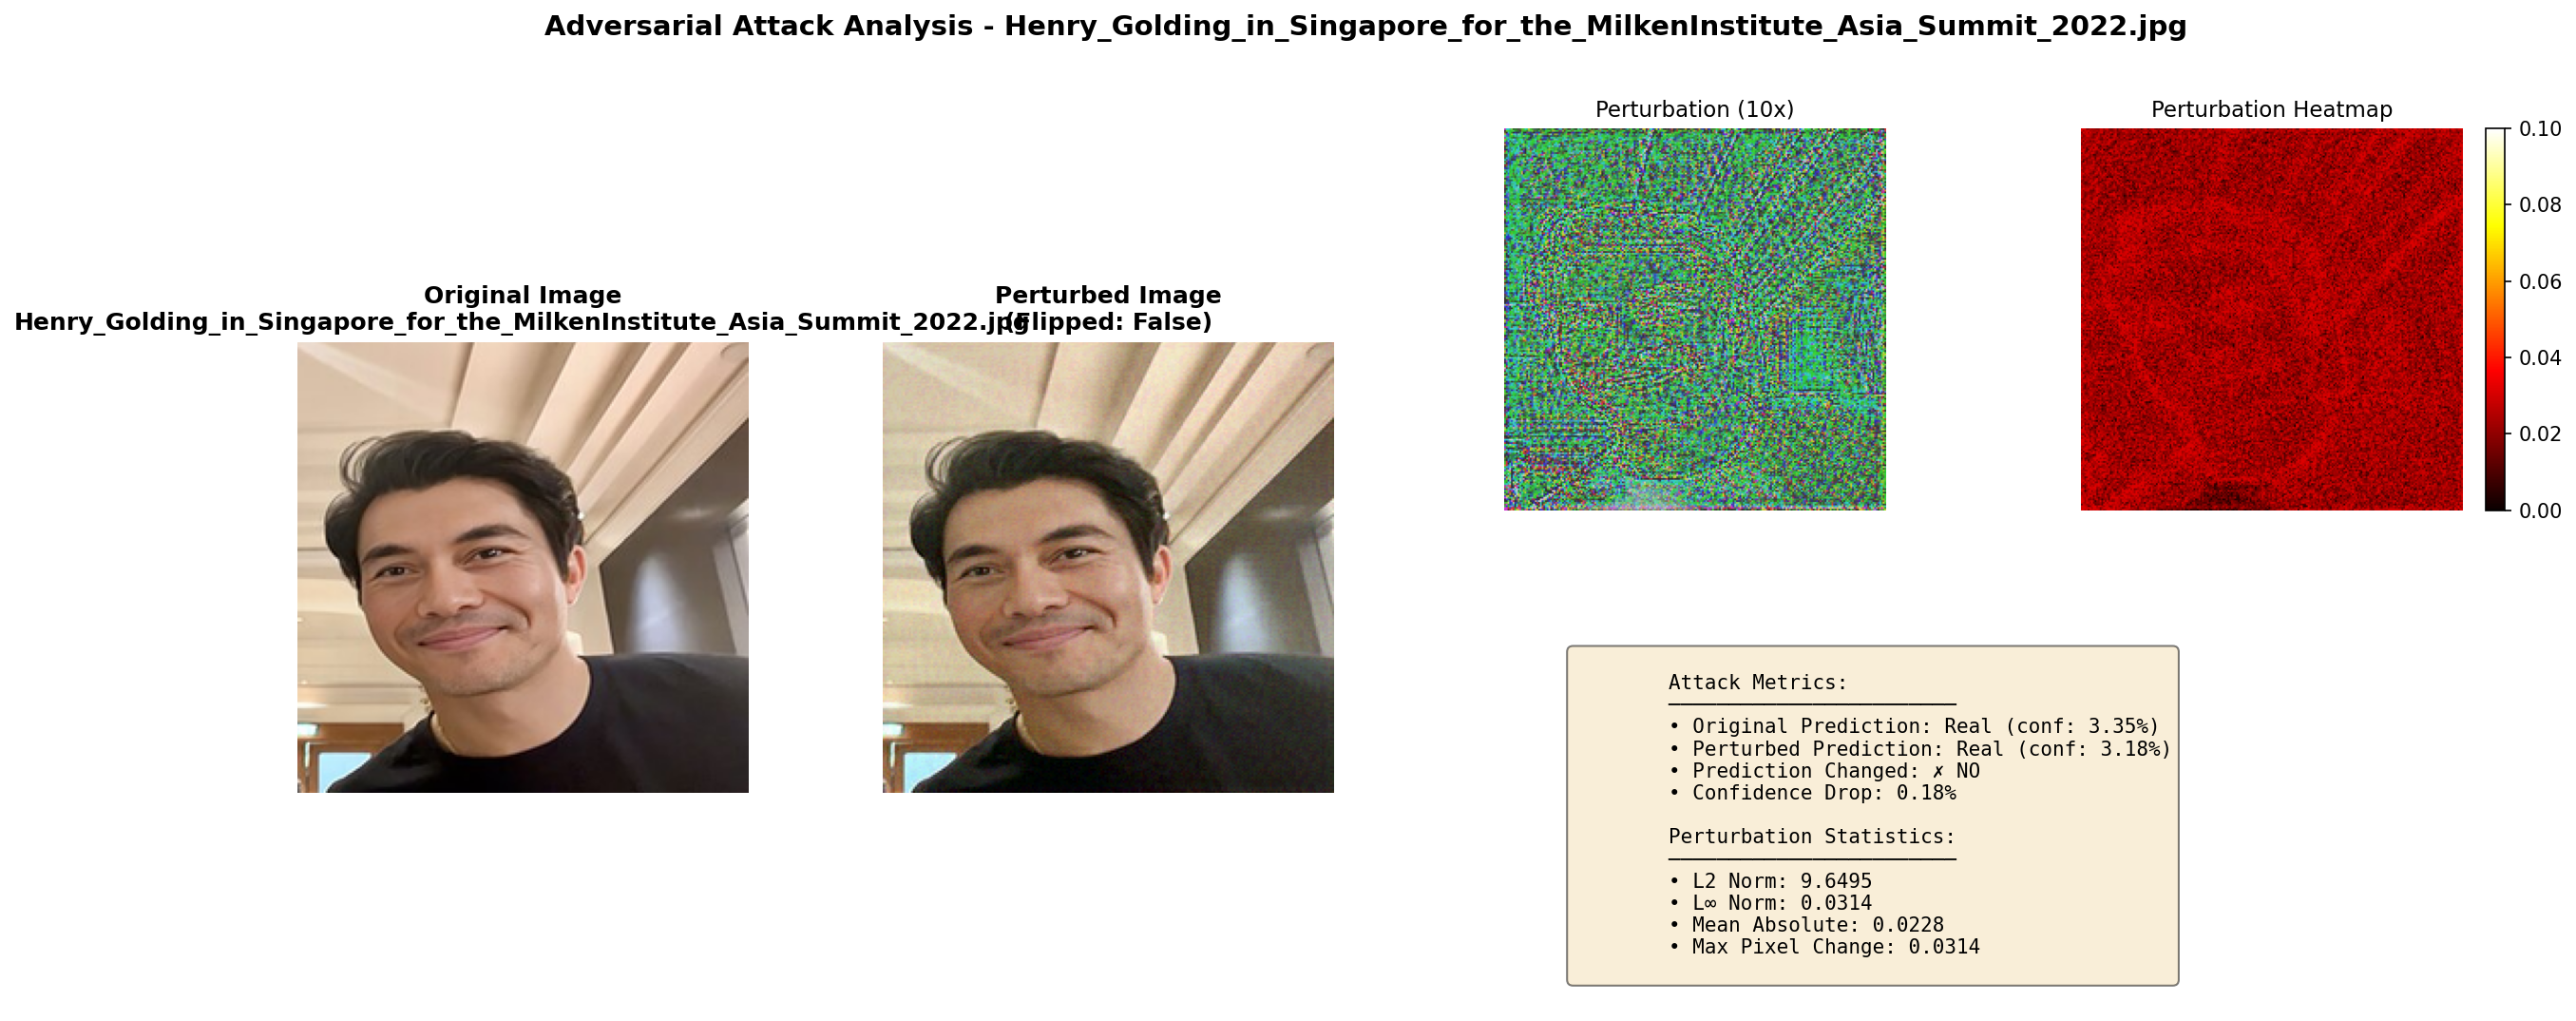 Adversarial Attack Analysis - Henry_Golding_in_Singapore_for_the_MilkenInstitute_Asia_Summit_2022.jpg
Original Image
Henry_Golding_in_Singapore_for_the_MilkenInstitute_Asia_Summit_2022.jpg
Perturbed Image
(Flipped: False)
Perturbation (10x)
Perturbation Heatmap
0.10
0.08
0.06
0.04
0.02
0.00
Attack Metrics:
• Original Prediction: Real (conf: 3.35%)
• Perturbed Prediction: Real (conf: 3.18%)
• Prediction Changed: ✗ NO
• Confidence Drop: 0.18%
Perturbation Statistics:
• L2 Norm: 9.6495
• L∞ Norm: 0.0314
• Mean Absolute: 0.0228
• Max Pixel Change: 0.0314